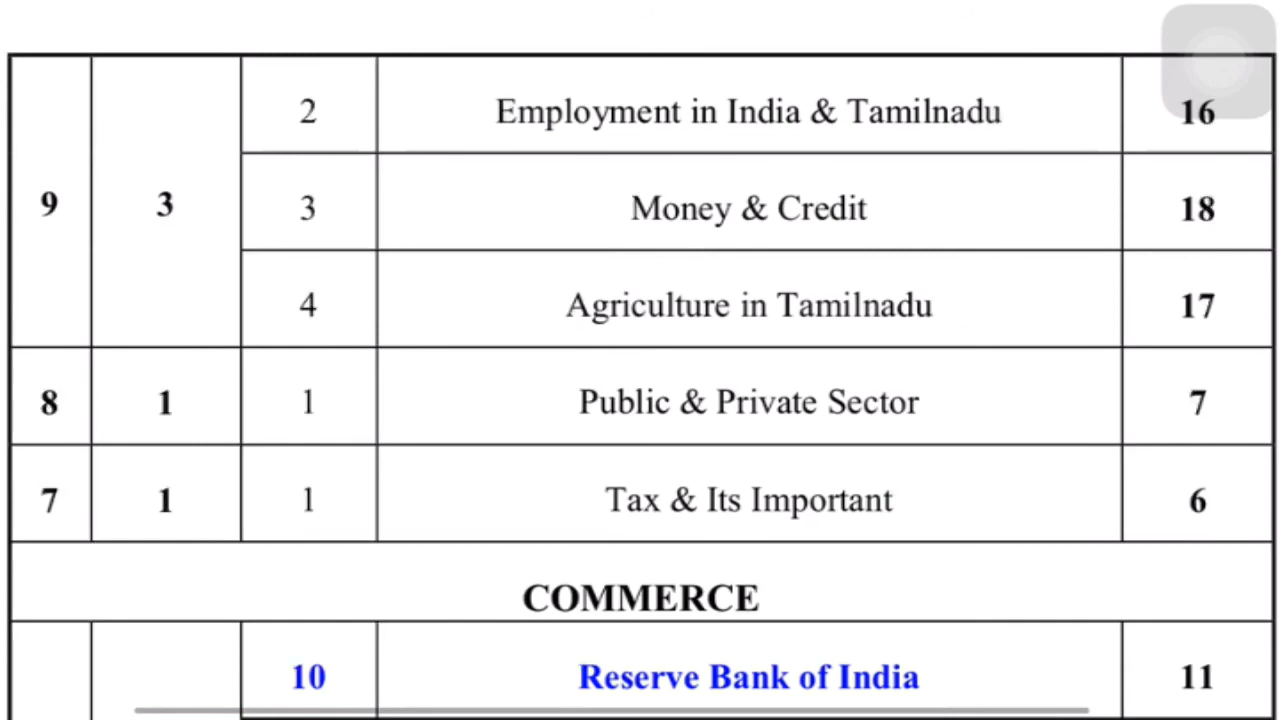 2 Employment in India & Tamilnadu 16
9 3 3 Money & Credit 18
4 Agriculture in Tamilnadu 17
8 1 1 Public & Private Sector 7
7 1 1 Tax & Its Important 6
COMMERCE
10 Reserve Bank of India 11